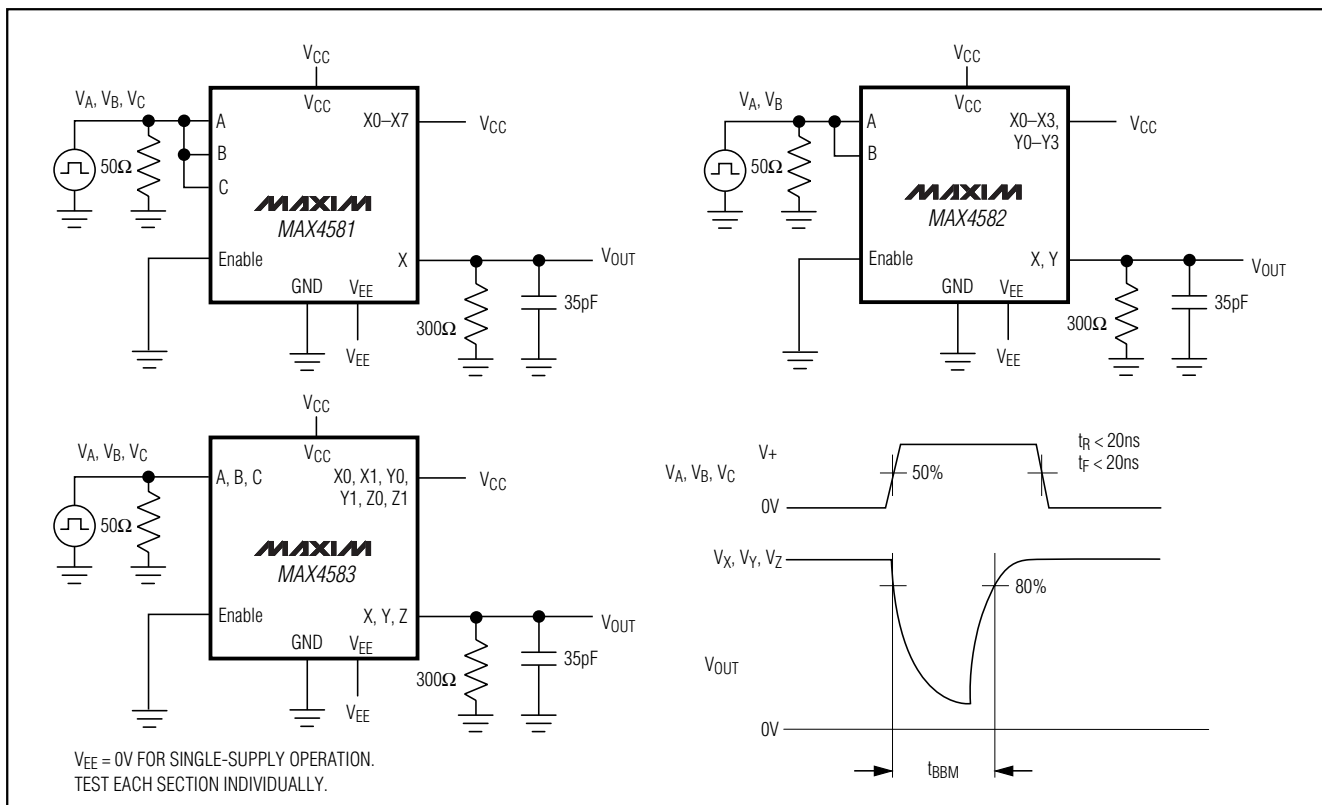 VCC
VCC
VA, VB, VC
A
X0–X7
VCC
B
50Ω
C
MAXIM
MAX4581
Enable
X
VOUT
GND
VEE
35pF
300Ω
VEE
VCC
VCC
VA, VB
A
X0–X3,
Y0–Y3
VCC
B
50Ω
MAXIM
MAX4582
Enable
X, Y
VOUT
GND
VEE
35pF
300Ω
VEE
VCC
VCC
VA, VB, VC
A, B, C
X0, X1, Y0,
Y1, Z0, Z1
VCC
50Ω
MAXIM
MAX4583
Enable
X, Y, Z
VOUT
GND
VEE
35pF
300Ω
VEE
VEE = 0V FOR SINGLE-SUPPLY OPERATION.
TEST EACH SECTION INDIVIDUALLY.
V+
tR < 20ns
tF < 20ns
VA, VB, VC
50%
0V
VX, VY, VZ
80%
VOUT
0V
tBBM